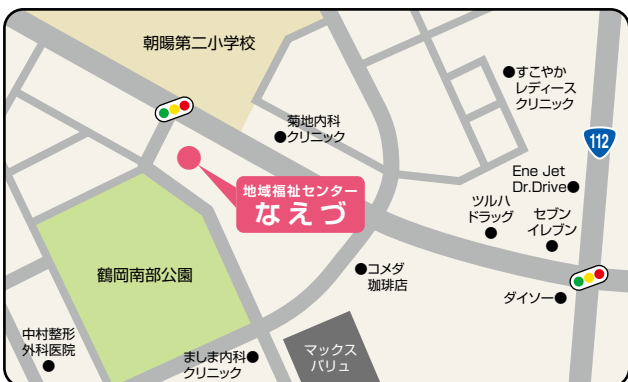 朝暘第二小学校
すこやか
レディース
クリニック
菊地内科
クリニック
112
Ene Jet
Dr.Drive
地域福祉センター
なえづ
ツルハ
ドラッグ
セブン
イレブン
鶴岡南部公園
コメダ
珈琲店
ダイソー
中村整形
外科医院
ましま内科
クリニック
マックス
バリュ